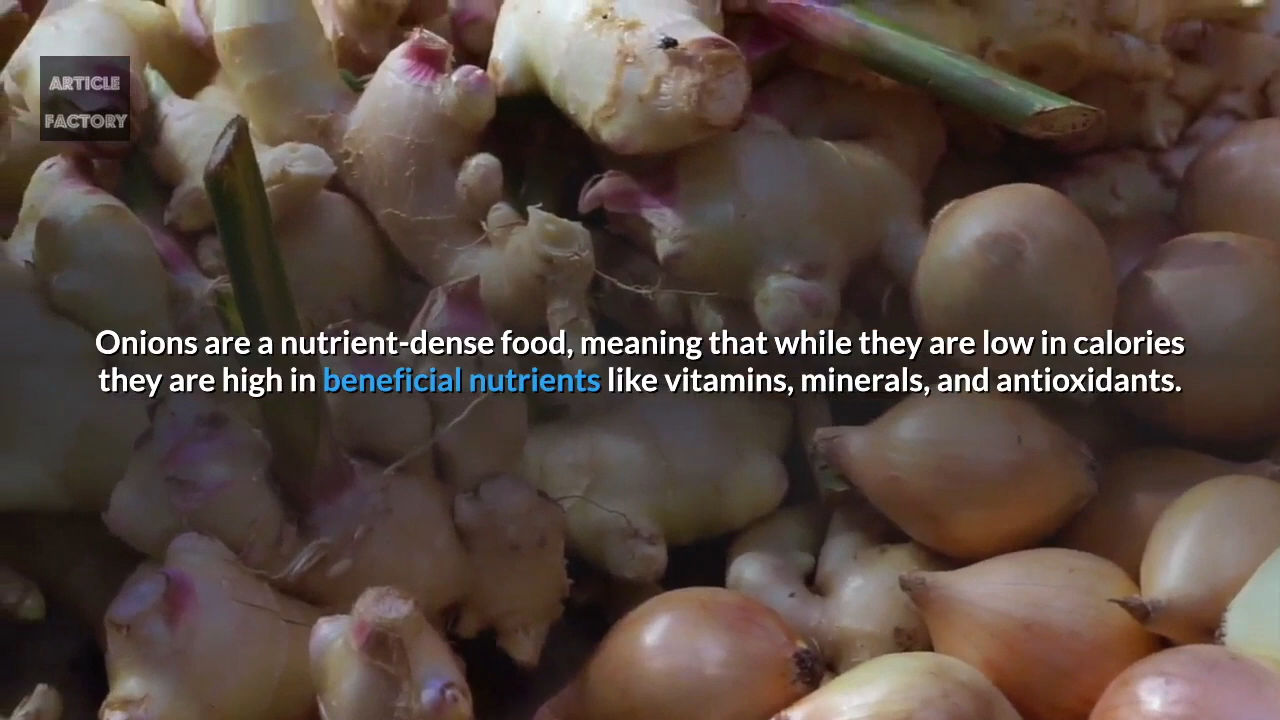 ARTICLE
FACTORY
Onions are a nutrient-dense food, meaning that while they are low in calories
they are high in beneficial nutrients like vitamins, minerals, and antioxidants.